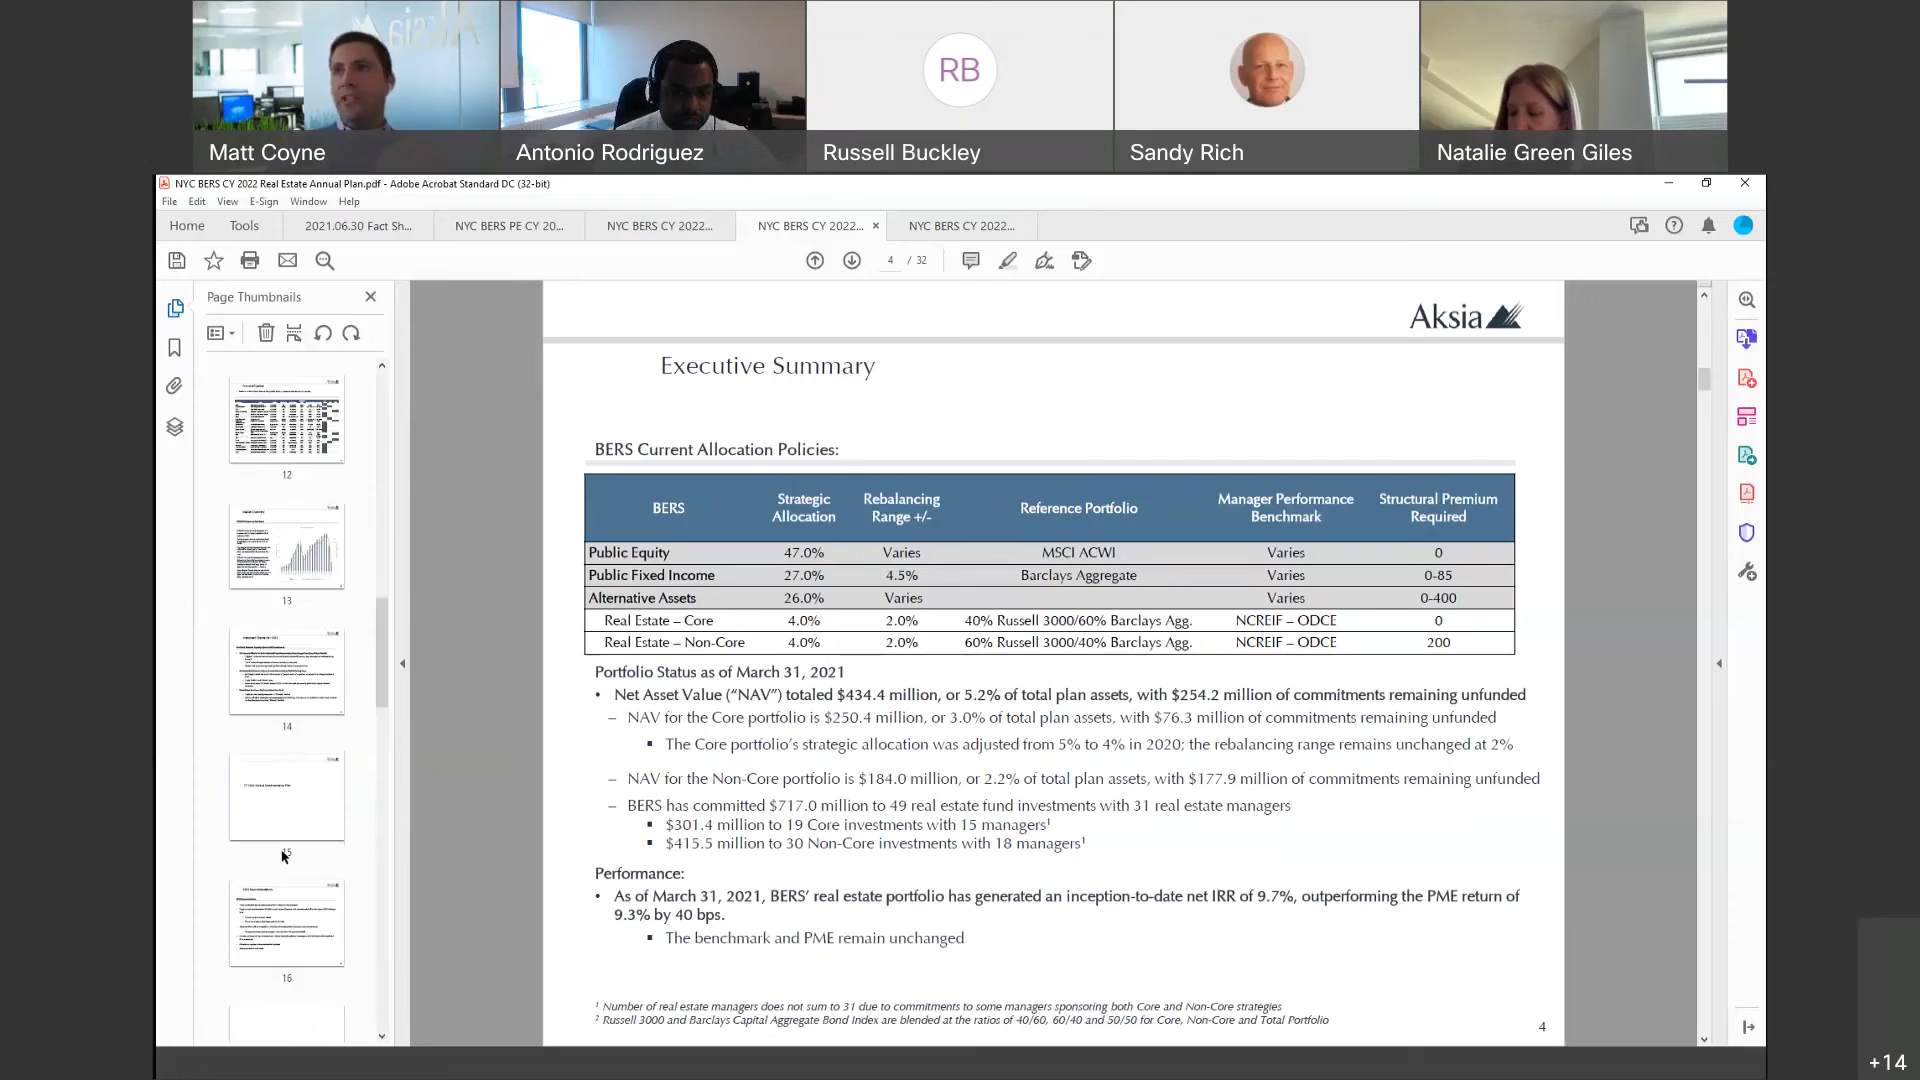 Aksia
RB
Matt Coyne
Antonio Rodriguez
Russell Buckley
Sandy Rich
Natalie Green Giles
NYC BERS CY 2022 Real Estate Annual Plan.pdf - Adobe Acrobat Standard DC (32-bit)
File Edit View E-Sign Window Help
Home Tools 2021.06.30 Fact Sh... NYC BERS PE CY 20... NYC BERS CY 2022... NYC BERS CY 2022... × NYC BERS CY 2022...
4 / 32
Page Thumbnails
12
13
14
15
16
Aksia
Executive Summary
BERS Current Allocation Policies:
BERS Strategic Allocation Rebalancing Range +/- Reference Portfolio Manager Performance Benchmark Structural Premium Required
Public Equity 47.0% Varies MSCI ACWI Varies 0
Public Fixed Income 27.0% 4.5% Barclays Aggregate Varies 0-85
Alternative Assets 26.0% Varies Varies 0-400
Real Estate – Core 4.0% 2.0% 40% Russell 3000/60% Barclays Agg. NCREIF – ODCE 0
Real Estate – Non-Core 4.0% 2.0% 60% Russell 3000/40% Barclays Agg. NCREIF – ODCE 200
Portfolio Status as of March 31, 2021
• Net Asset Value (“NAV”) totaled $434.4 million, or 5.2% of total plan assets, with $254.2 million of commitments remaining unfunded
– NAV for the Core portfolio is $250.4 million, or 3.0% of total plan assets, with $76.3 million of commitments remaining unfunded
▪ The Core portfolio’s strategic allocation was adjusted from 5% to 4% in 2020; the rebalancing range remains unchanged at 2%
– NAV for the Non-Core portfolio is $184.0 million, or 2.2% of total plan assets, with $177.9 million of commitments remaining unfunded
– BERS has committed $717.0 million to 49 real estate fund investments with 31 real estate managers
▪ $301.4 million to 19 Core investments with 15 managers¹
▪ $415.5 million to 30 Non-Core investments with 18 managers¹
Performance:
• As of March 31, 2021, BERS’ real estate portfolio has generated an inception-to-date net IRR of 9.7%, outperforming the PME return of
9.3% by 40 bps.
▪ The benchmark and PME remain unchanged
¹ Number of real estate managers does not sum to 31 due to commitments to some managers sponsoring both Core and Non-Core strategies
² Russell 3000 and Barclays Capital Aggregate Bond Index are blended at the ratios of 40/60, 60/40 and 50/50 for Core, Non-Core and Total Portfolio
4
+14